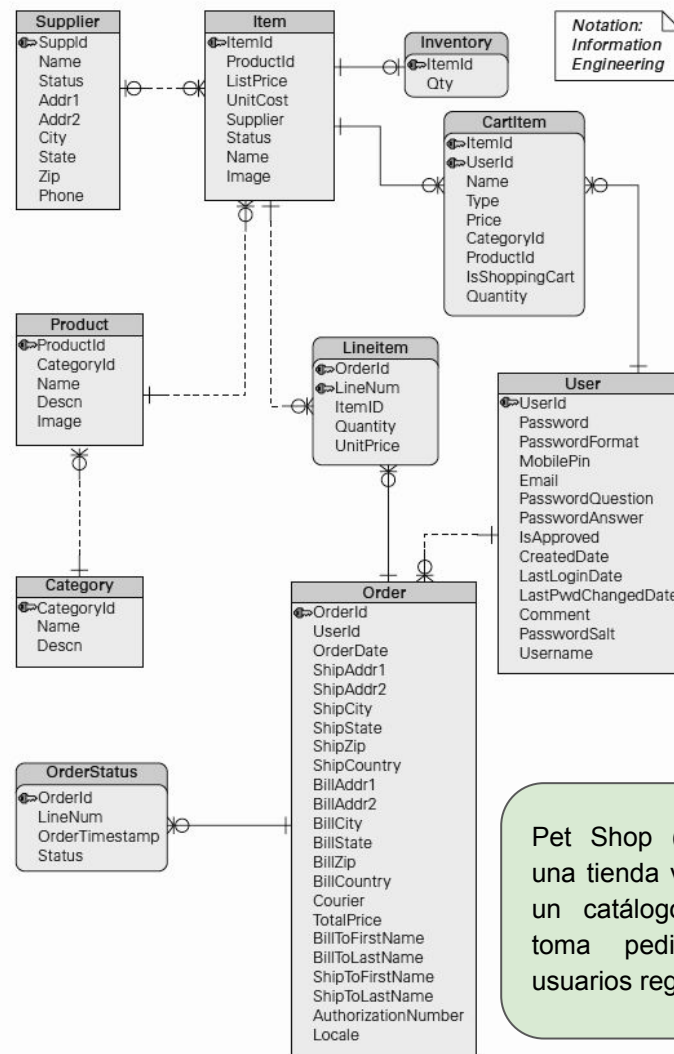 Supplier
SuppId
Name
Status
Addr1
Addr2
City
State
Zip
Phone
Item
ItemId
ProductId
ListPrice
UnitCost
Supplier
Status
Name
Image
Inventory
ItemId
Qty
Notation:
Information
Engineering
CartItem
ItemId
UserId
Name
Type
Price
CategoryId
ProductId
IsShoppingCart
Quantity
Product
ProductId
CategoryId
Name
Descn
Image
Lineitem
OrderId
LineNum
ItemID
Quantity
UnitPrice
User
UserId
Password
PasswordFormat
MobilePin
Email
PasswordQuestion
PasswordAnswer
IsApproved
CreatedDate
LastLoginDate
LastPwdChangedDate
Comment
PasswordSalt
Username
Category
CategoryId
Name
Descn
Order
OrderId
UserId
OrderDate
ShipAddr1
ShipAddr2
ShipCity
ShipState
ShipZip
ShipCountry
BillAddr1
BillAddr2
BillCity
BillState
BillZip
BillCountry
Courier
TotalPrice
BillToFirstName
BillToLastName
ShipToFirstName
ShipToLastName
AuthorizationNumber
Locale
OrderStatus
OrderId
LineNum
OrderTimestamp
Status
Pet Shop
una tienda
un catálogo
toma
usuarios